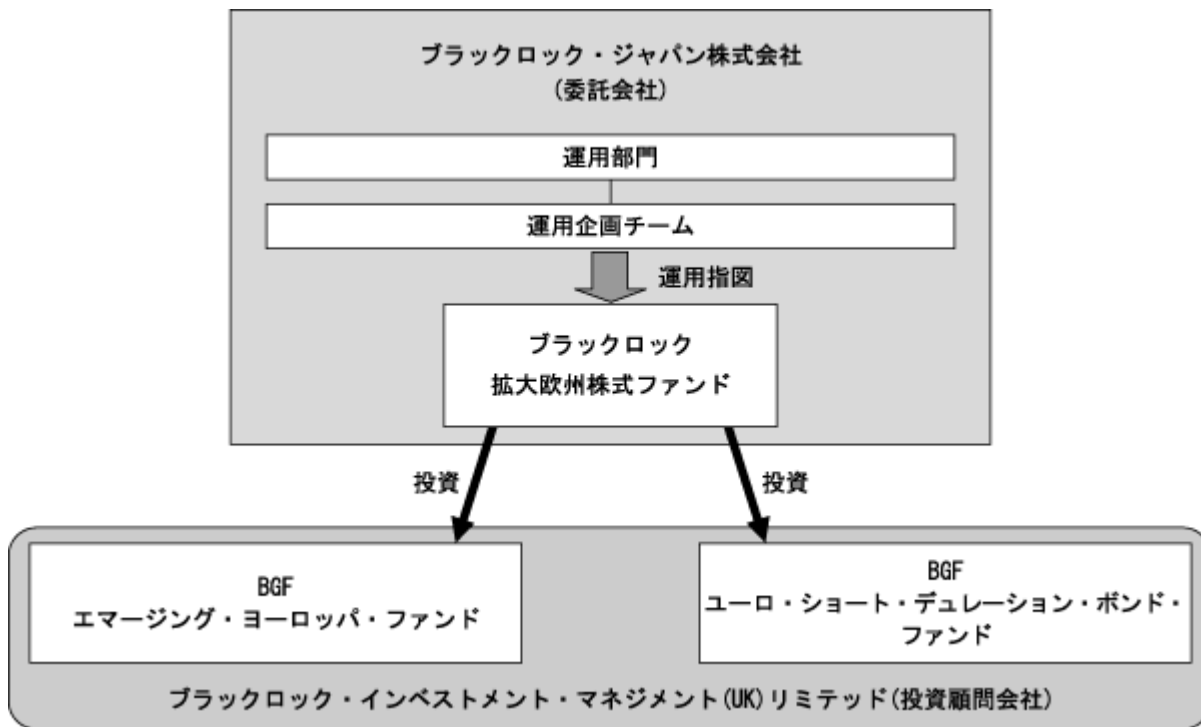 ブラックロック・ジャパン株式会社
(委託会社)
運用部門
運用企画チーム
運用指図
ブラックロック
拡大欧州株式ファンド
投資
投資
BGF
エマージング・ヨーロッパ・ファンド
BGF
ユーロ・ショート・デュレーション・ボンド・
ファンド
ブラックロック・インベストメント・マネジメント(UK)リミテッド(投資顧問会社)